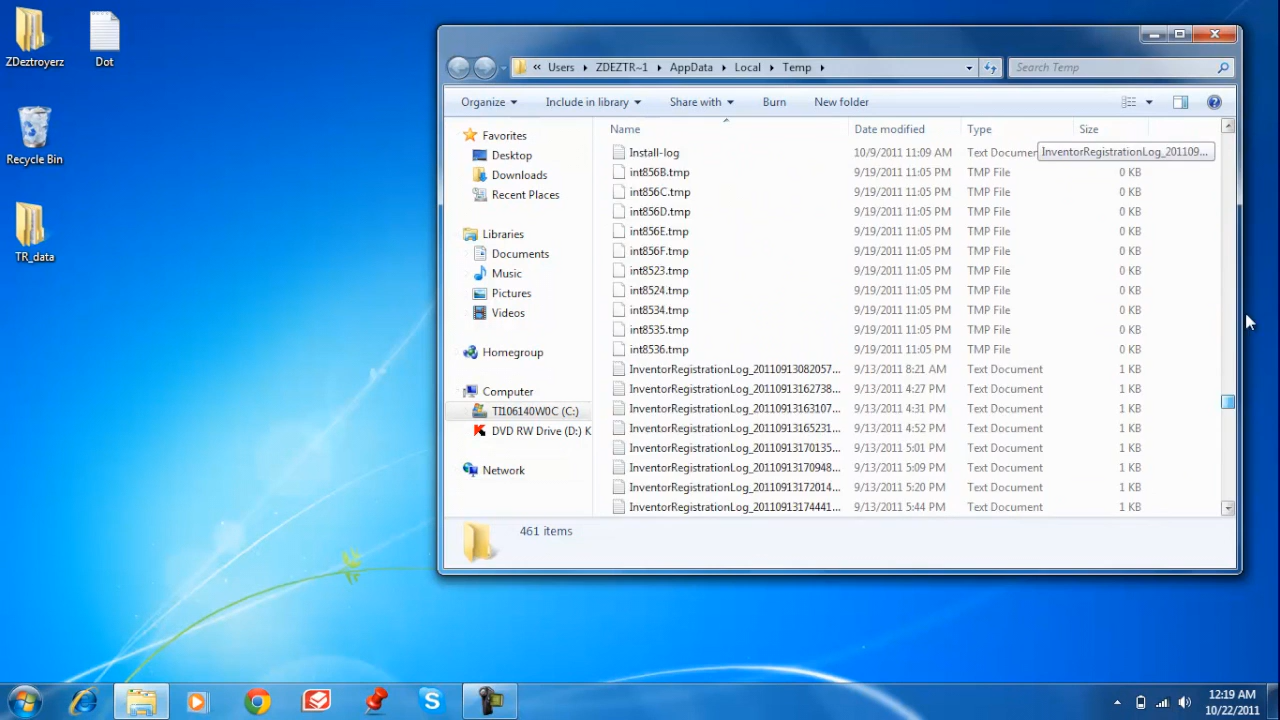 ZDeztroyerz
Dot
Recycle Bin
TR_data
« Users ▸ ZDEZTR~1 ▸ AppData ▸ Local ▸ Temp ▸
Search Temp
Organize Include in library Share with Burn New folder
Favorites
Desktop
Downloads
Recent Places
Libraries
Documents
Music
Pictures
Videos
Homegroup
Computer
TI106140W0C (C:)
DVD RW Drive (D:) K
Network
Name Date modified Type Size
Install-log 10/9/2011 11:09 AM Text Documen
InventorRegistrationLog_201109...
int856B.tmp 9/19/2011 11:05 PM TMP File 0 KB
int856C.tmp 9/19/2011 11:05 PM TMP File 0 KB
int856D.tmp 9/19/2011 11:05 PM TMP File 0 KB
int856E.tmp 9/19/2011 11:05 PM TMP File 0 KB
int856F.tmp 9/19/2011 11:05 PM TMP File 0 KB
int8523.tmp 9/19/2011 11:05 PM TMP File 0 KB
int8524.tmp 9/19/2011 11:05 PM TMP File 0 KB
int8534.tmp 9/19/2011 11:05 PM TMP File 0 KB
int8535.tmp 9/19/2011 11:05 PM TMP File 0 KB
int8536.tmp 9/19/2011 11:05 PM TMP File 0 KB
InventorRegistrationLog_20110913082057... 9/13/2011 8:21 AM Text Document 1 KB
InventorRegistrationLog_20110913162738... 9/13/2011 4:27 PM Text Document 1 KB
InventorRegistrationLog_20110913163107... 9/13/2011 4:31 PM Text Document 1 KB
InventorRegistrationLog_20110913165231... 9/13/2011 4:52 PM Text Document 1 KB
InventorRegistrationLog_20110913170135... 9/13/2011 5:01 PM Text Document 1 KB
InventorRegistrationLog_20110913170948... 9/13/2011 5:09 PM Text Document 1 KB
InventorRegistrationLog_20110913172014... 9/13/2011 5:20 PM Text Document 1 KB
InventorRegistrationLog_20110913174441... 9/13/2011 5:44 PM Text Document 1 KB
461 items
12:19 AM
10/22/2011